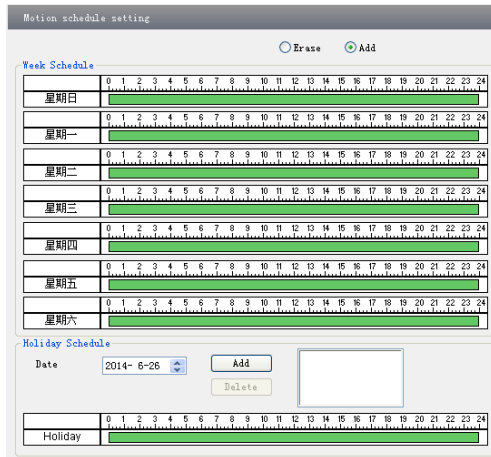 Motion schedule setting
Erase Add
Week Schedule
0 1 2 3 4 5 6 7 8 9 10 11 12 13 14 15 16 17 18 19 20 21 22 23 24
星期日
0 1 2 3 4 5 6 7 8 9 10 11 12 13 14 15 16 17 18 19 20 21 22 23 24
星期一
0 1 2 3 4 5 6 7 8 9 10 11 12 13 14 15 16 17 18 19 20 21 22 23 24
星期二
0 1 2 3 4 5 6 7 8 9 10 11 12 13 14 15 16 17 18 19 20 21 22 23 24
星期三
0 1 2 3 4 5 6 7 8 9 10 11 12 13 14 15 16 17 18 19 20 21 22 23 24
星期四
0 1 2 3 4 5 6 7 8 9 10 11 12 13 14 15 16 17 18 19 20 21 22 23 24
星期五
0 1 2 3 4 5 6 7 8 9 10 11 12 13 14 15 16 17 18 19 20 21 22 23 24
星期六
Holiday Schedule
Date 2014- 6-26 Add
Delete
0 1 2 3 4 5 6 7 8 9 10 11 12 13 14 15 16 17 18 19 20 21 22 23 24
Holiday